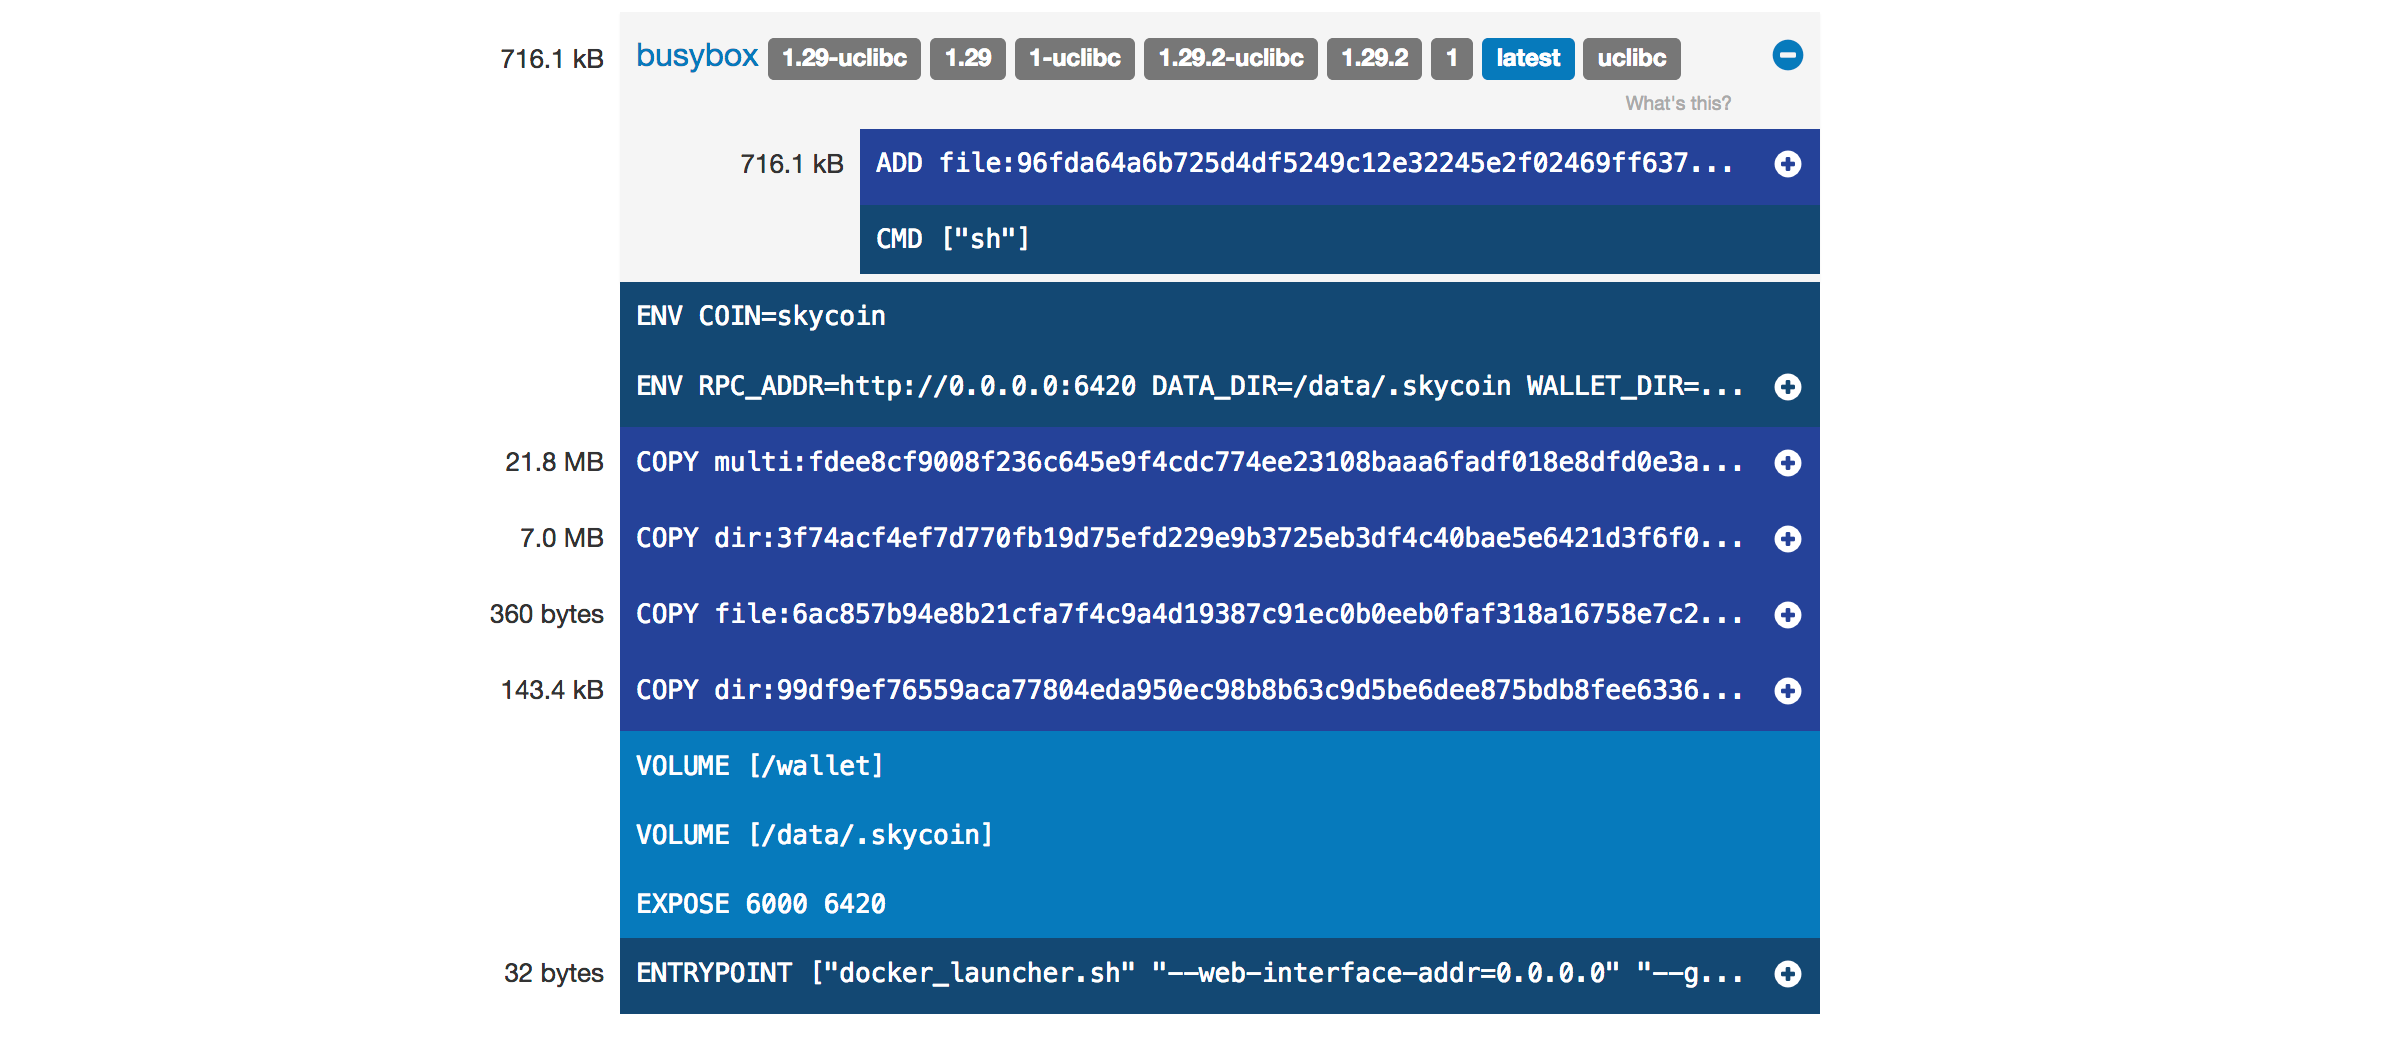 716.1 kB busybox 1.29-uclibc 1.29 1-uclibc 1.29.2-uclibc 1.29.2 1 latest uclibc
What's this?
716.1 kB ADD file:96fda64a6b725d4df5249c12e32245e2f02469ff637...
CMD ["sh"]
ENV COIN=skycoin
ENV RPC_ADDR=http://0.0.0.0:6420 DATA_DIR=/data/.skycoin WALLET_DIR=...
21.8 MB COPY multi:fdee8cf9008f236c645e9f4cdc774ee23108baaa6fadf018e8dfd0e3a...
7.0 MB COPY dir:3f74acf4ef7d770fb19d75efd229e9b3725eb3df4c40bae5e6421d3f6f0...
360 bytes COPY file:6ac857b94e8b21cfa7f4c9a4d19387c91ec0b0eeb0faf318a16758e7c2...
143.4 kB COPY dir:99df9ef76559aca77804eda950ec98b8b63c9d5be6dee875bdb8fee6336...
VOLUME [/wallet]
VOLUME [/data/.skycoin]
EXPOSE 6000 6420
32 bytes ENTRYPOINT ["docker_launcher.sh" "--web-interface-addr=0.0.0.0" "--g...